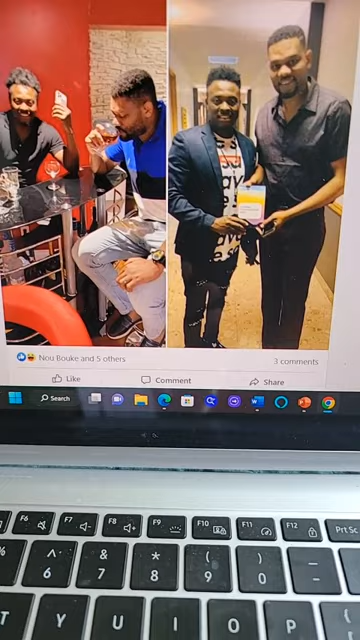 Nou Bouke and 5 others
3 comments
Like
Comment
Share
Search
F6
F7
F8
F9
F10
F11
F12
Prt Sc
%
^
6
&
7
*
8
(
9
)
0
T
Y
U
I
O
P